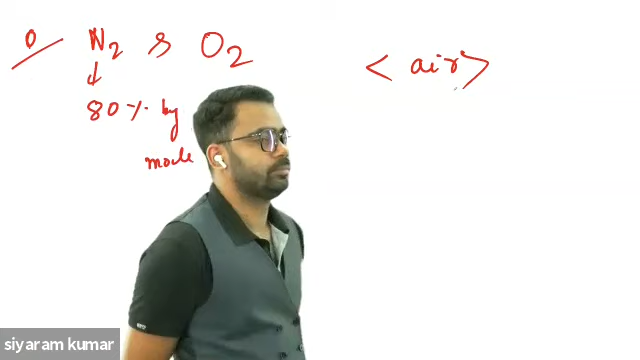 Q N₂ & O₂
< air >
↓
80% by
mole
siyaram kumar